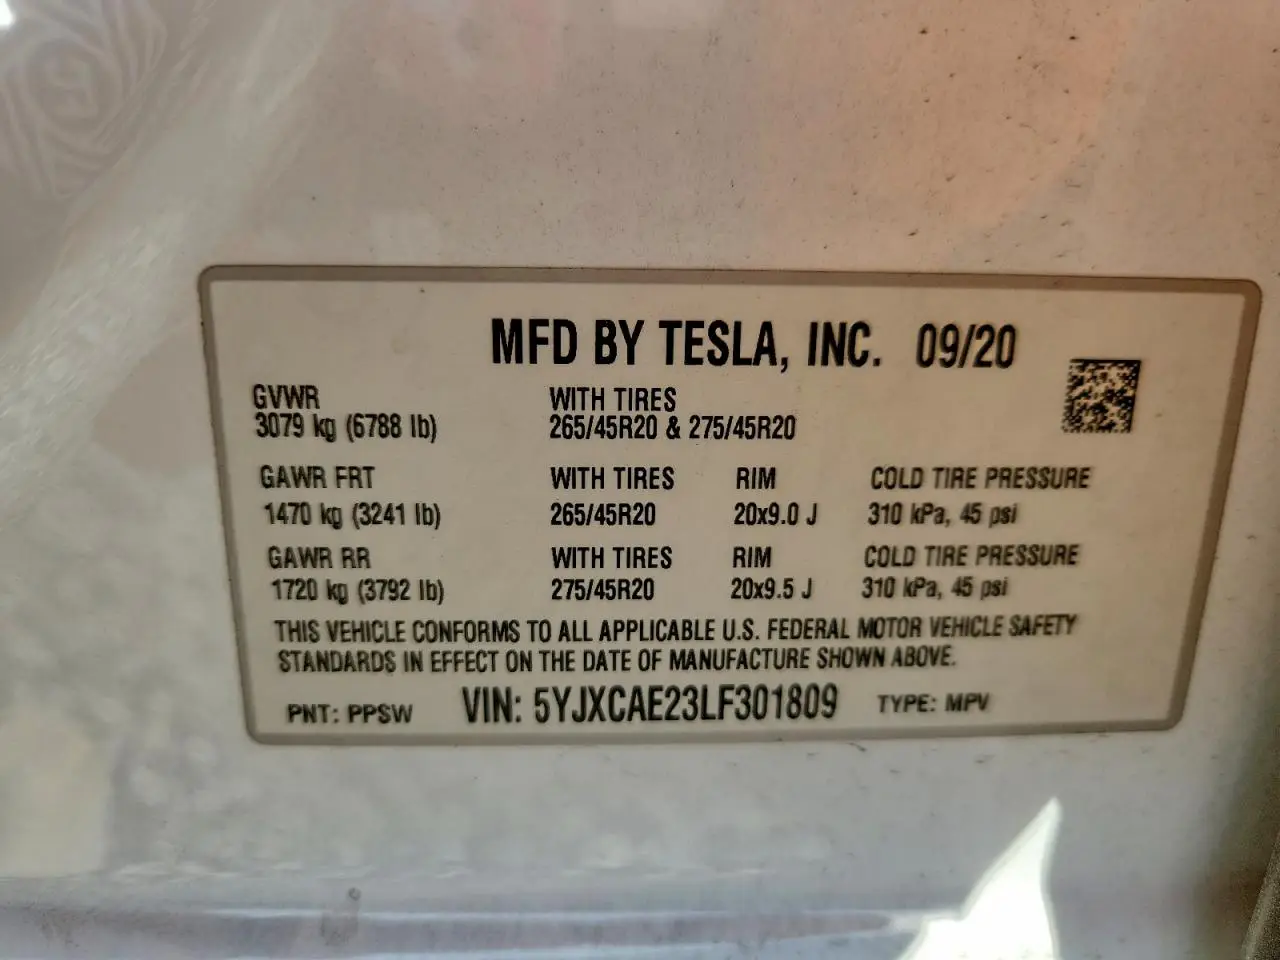 MFD BY TESLA, INC. 09/20
GVWR WITH TIRES
3079 kg (6788 lb) 265/45R20 & 275/45R20
GAWR FRT WITH TIRES RIM COLD TIRE PRESSURE
1470 kg (3241 lb) 265/45R20 20x9.0 J 310 kPa, 45 psi
GAWR RR WITH TIRES RIM COLD TIRE PRESSURE
1720 kg (3792 lb) 275/45R20 20x9.5 J 310 kPa, 45 psi
THIS VEHICLE CONFORMS TO ALL APPLICABLE U.S. FEDERAL MOTOR VEHICLE SAFETY
STANDARDS IN EFFECT ON THE DATE OF MANUFACTURE SHOWN ABOVE.
PNT: PPSW VIN: 5YJXCAE23LF301809 TYPE: MPV